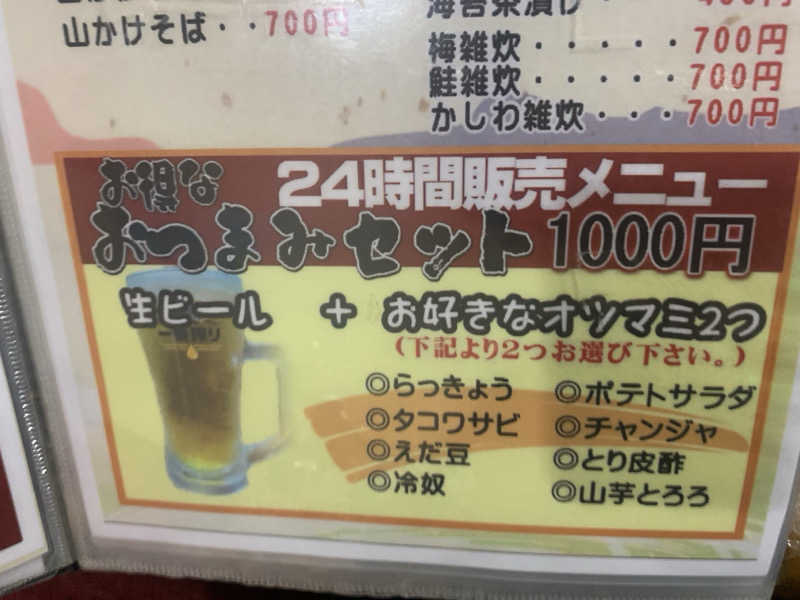 山かけそば・・700円
海苔茶漬け・・
梅雑炊・・・・・700円
鮭雑炊・・・・・700円
かしわ雑炊・・・700円
お得な 24時間販売メニュー
おつまみセット 1000円
生ビール + お好きなオツマミ2つ
(下記より2つお選び下さい。)
◎らっきょう ◎ポテトサラダ
◎タコワサビ ◎チャンジャ
◎えだ豆 ◎とり皮酢
◎冷奴 ◎山芋とろろ